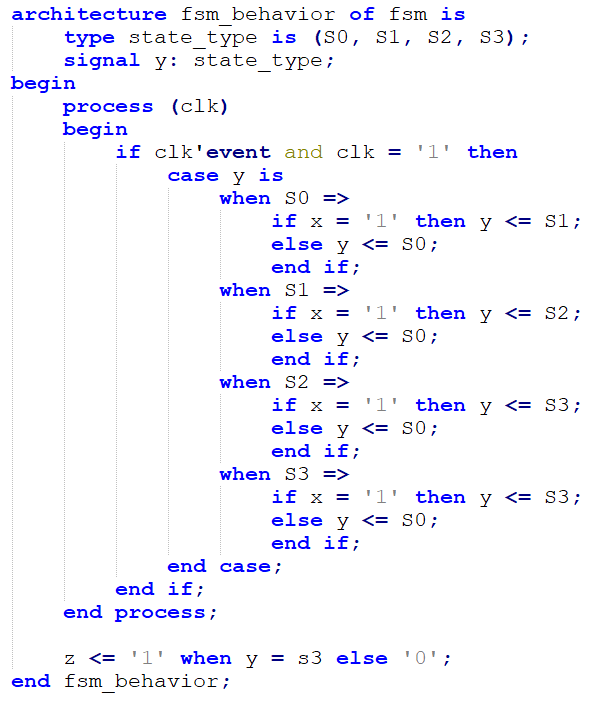 architecture fsm_behavior of fsm is
    type state_type is (S0, S1, S2, S3);
    signal y: state_type;
begin
    process (clk)
    begin
        if clk'event and clk = '1' then
            case y is
                when S0 =>
                    if x = '1' then y <= S1;
                    else y <= S0;
                    end if;
                when S1 =>
                    if x = '1' then y <= S2;
                    else y <= S0;
                    end if;
                when S2 =>
                    if x = '1' then y <= S3;
                    else y <= S0;
                    end if;
                when S3 =>
                    if x = '1' then y <= S3;
                    else y <= S0;
                    end if;
            end case;
        end if;
    end process;

    z <= '1' when y = s3 else '0';
end fsm_behavior;